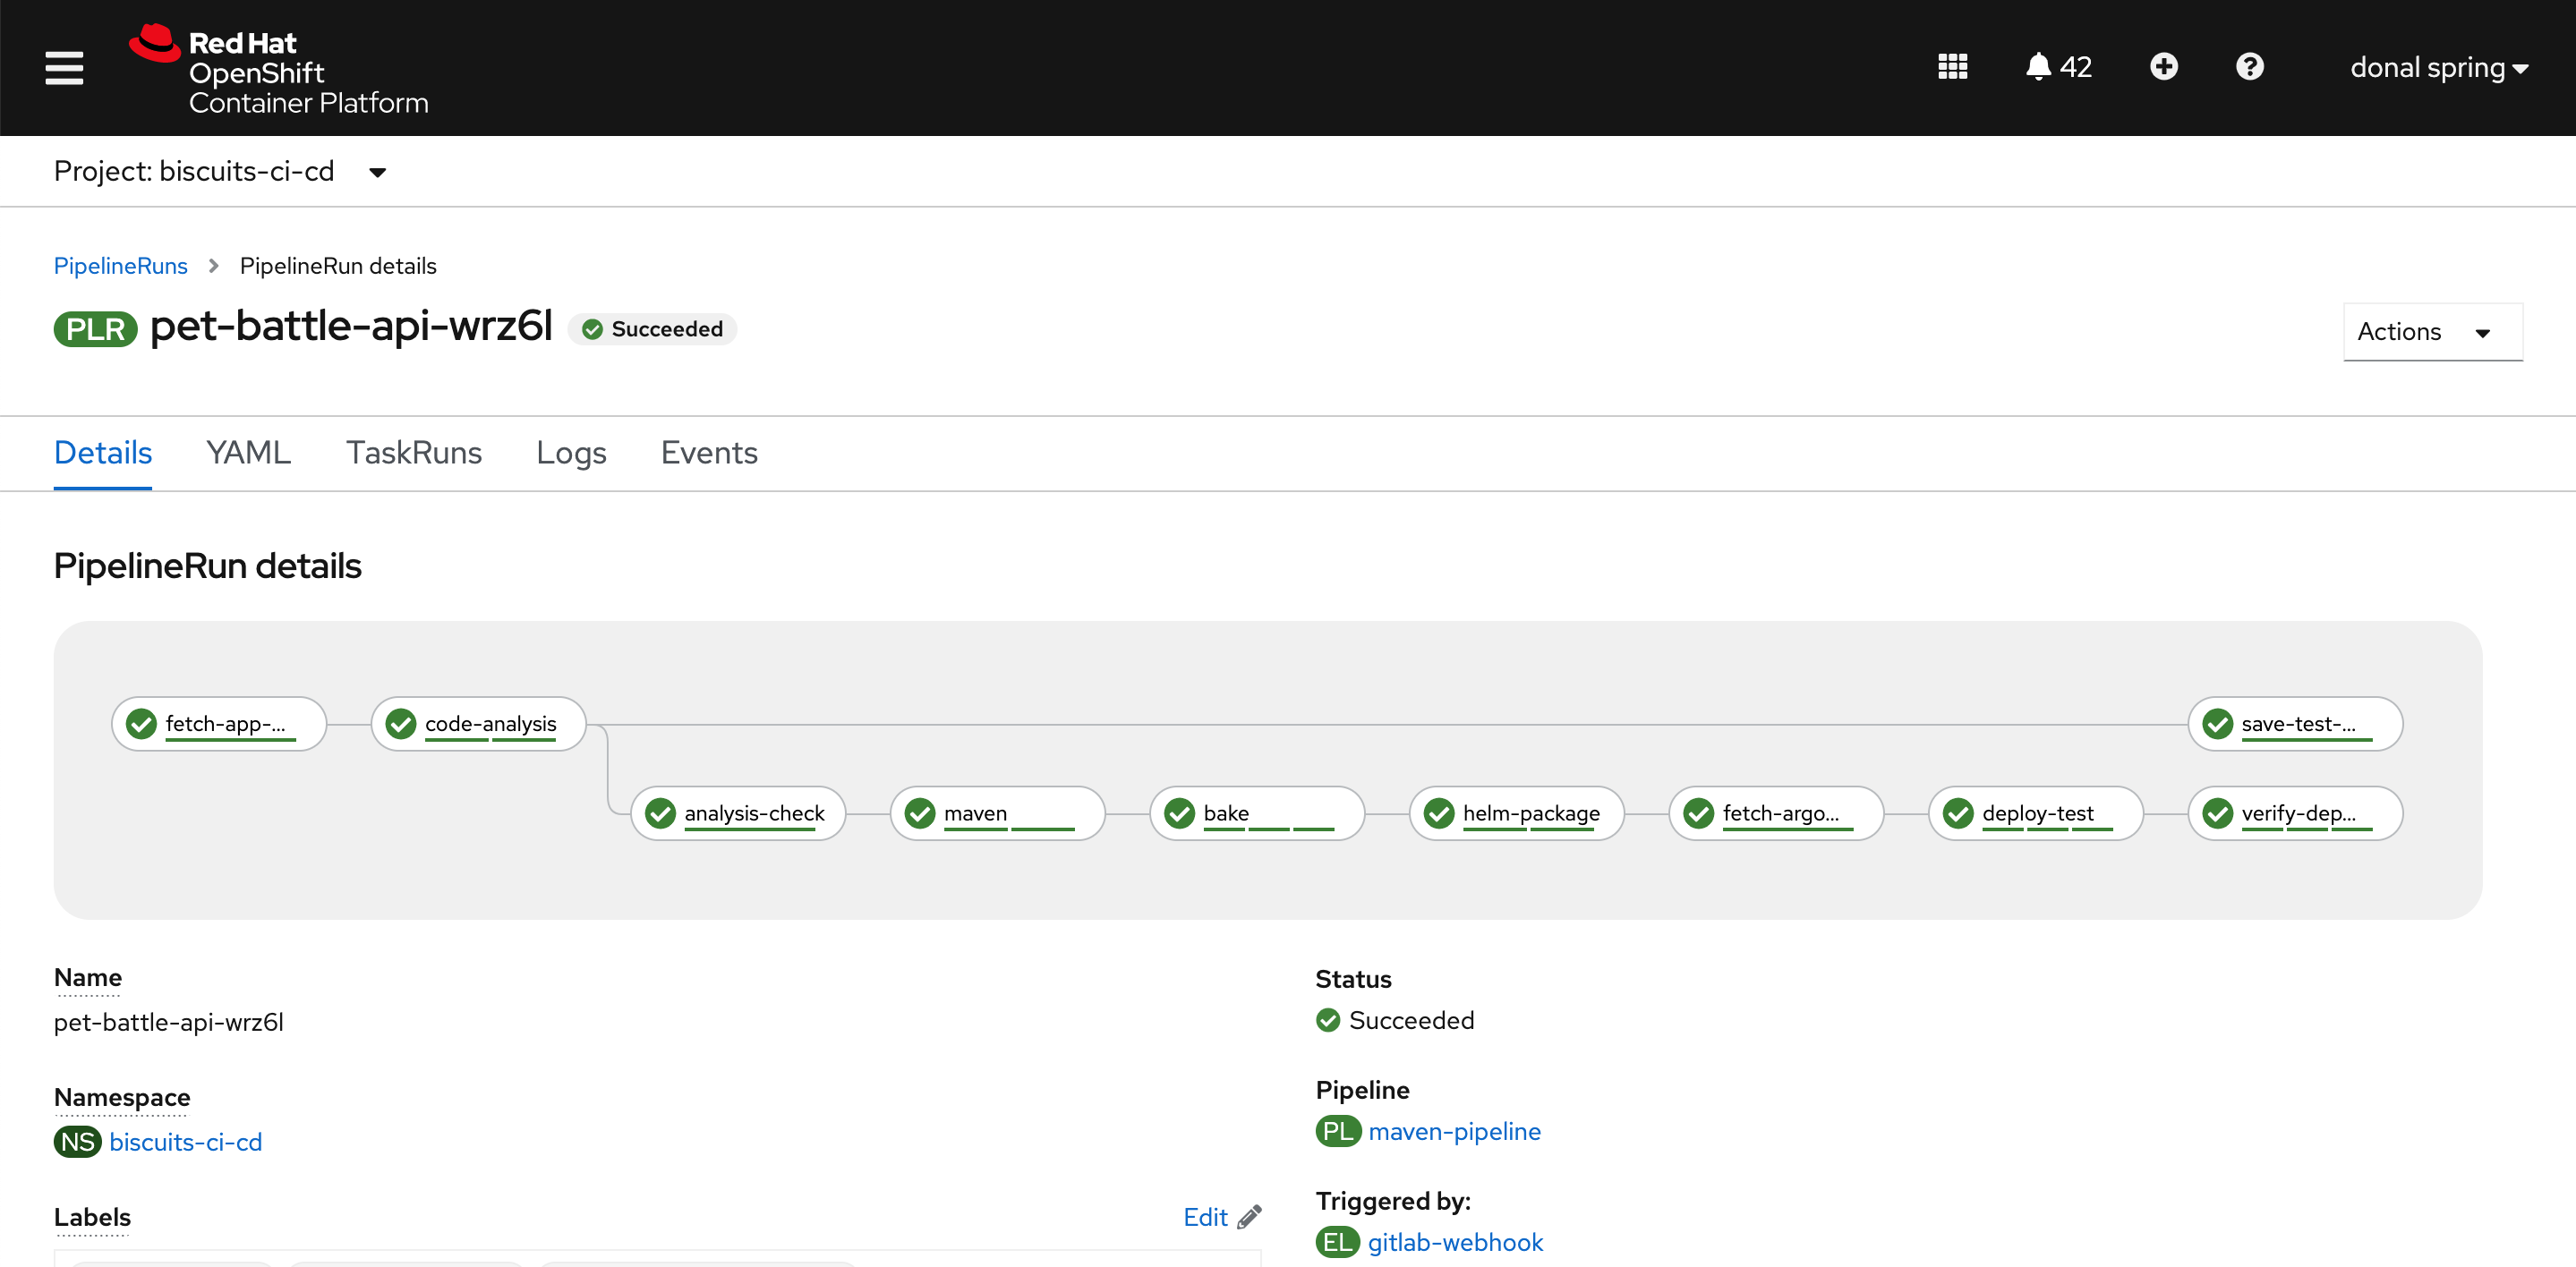 Red Hat
OpenShift
Container Platform
42
donal spring
Project: biscuits-ci-cd
PipelineRuns > PipelineRun details
PLR pet-battle-api-wrz6l Succeeded
Actions
Details YAML TaskRuns Logs Events
PipelineRun details
fetch-app-... code-analysis save-test-...
analysis-check maven bake helm-package fetch-argo... deploy-test verify-dep...
Name
pet-battle-api-wrz6l
Namespace
NS biscuits-ci-cd
Labels
Edit
Status
Succeeded
Pipeline
PL maven-pipeline
Triggered by:
EL gitlab-webhook